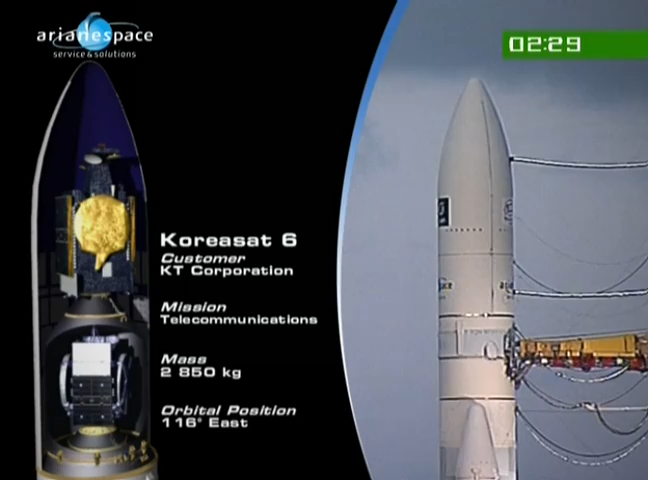 arianespace
service & solutions
02:29
Koreasat 6
Customer
KT Corporation
Mission
Telecommunications
Mass
2 850 kg
Orbital Position
116° East